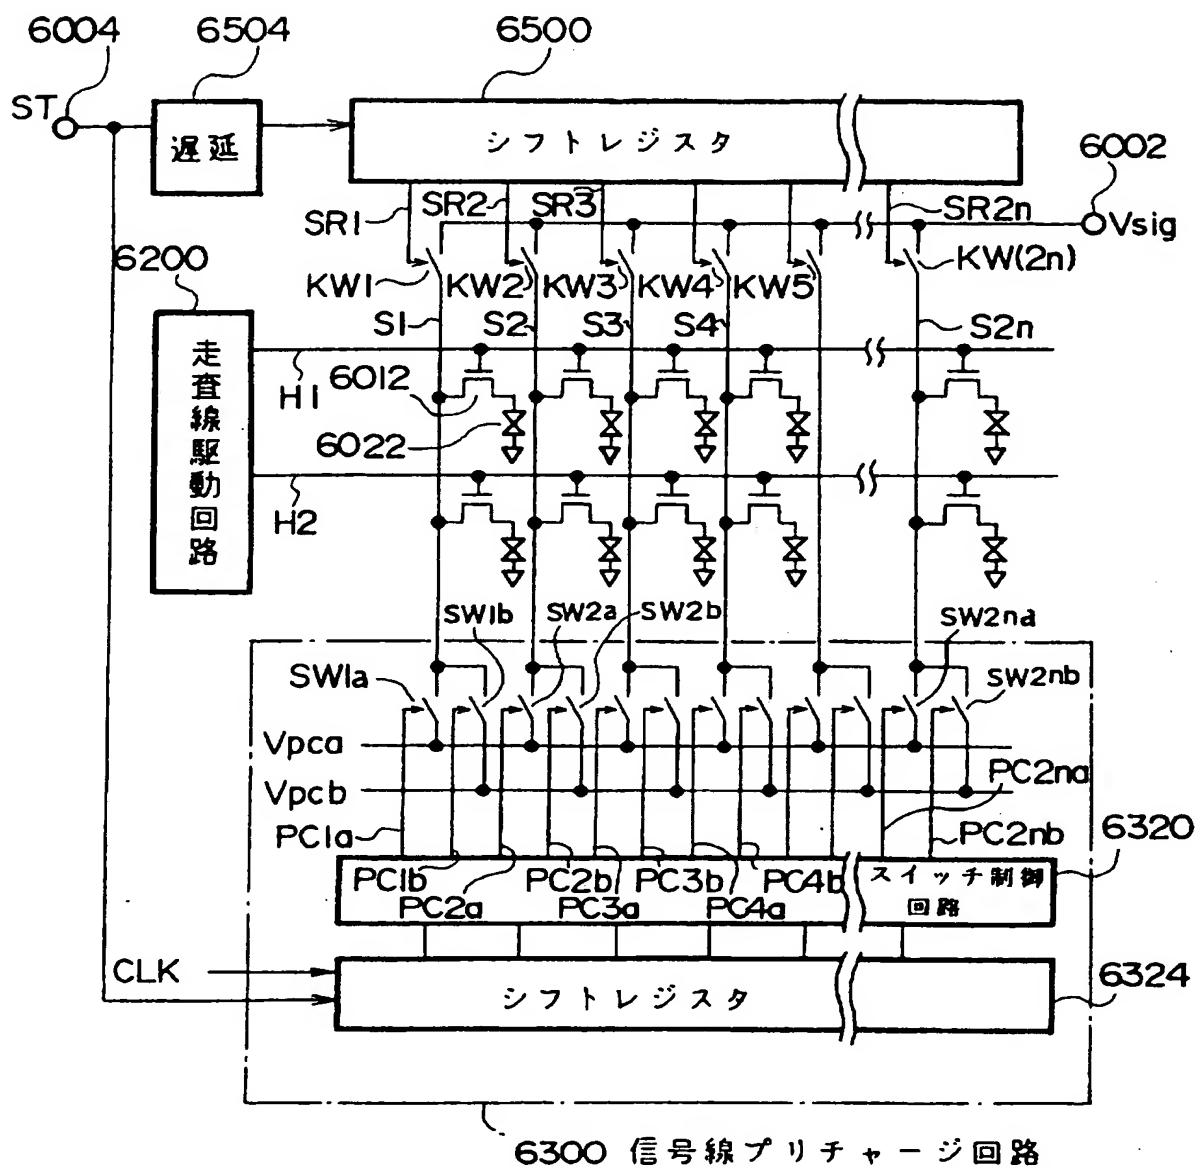 6004 6504 6500
ST
遅延
シフトレジスタ
6002
SR1 SR2 SR3 SR2n
Vsig
6200
KW1 KW2 KW3 KW4 KW5 KW(2n)
S1 S2 S3 S4 S2n
走査線駆動回路
H1 6012
6022
H2
SW1b SW2a SW2b SW2na
SW1a SW2nb
Vpca
Vpcb PC2na
PC1a PC2nb 6320
PC1b PC2b PC3b PC4b スイッチ制御
PC2a PC3a PC4a 回路
CLK
シフトレジスタ
6324
6300 信号線プリチャージ回路